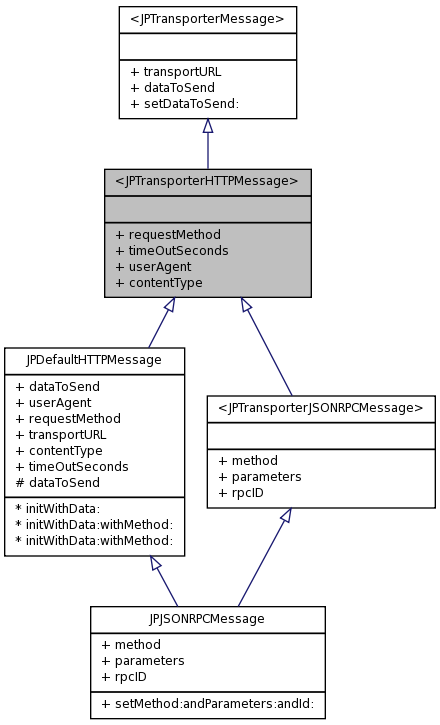 <JPTransporterMessage>
+ transportURL
+ dataToSend
+ setDataToSend:
<JPTransporterHTTPMessage>
+ requestMethod
+ timeOutSeconds
+ userAgent
+ contentType
JPDefaultHTTPMessage
+ dataToSend
+ userAgent
+ requestMethod
+ transportURL
+ contentType
+ timeOutSeconds
# dataToSend
* initWithData:
* initWithData:withMethod:
* initWithData:withMethod:
<JPTransporterJSONRPCMessage>
+ method
+ parameters
+ rpcID
JPJSONRPCMessage
+ method
+ parameters
+ rpcID
+ setMethod:andParameters:andId: